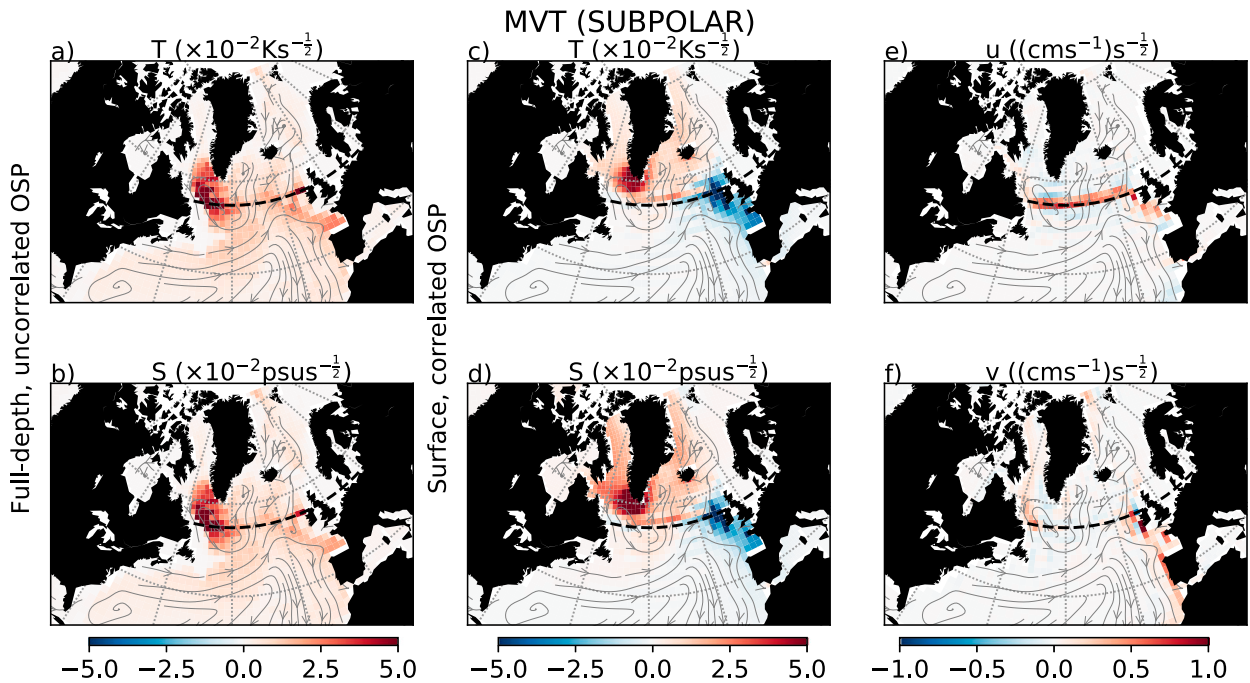 MVT (SUBPOLAR)
a) T (×10⁻²Ks^{-1/2})
c) T (×10⁻²Ks^{-1/2})
e) u ((cms⁻¹)s^{-1/2})
Full-depth, uncorrelated OSP
Surface, correlated OSP
b) S (×10⁻²psus^{-1/2})
d) S (×10⁻²psus^{-1/2})
f) v ((cms⁻¹)s^{-1/2})
−5.0 −2.5 0.0 2.5 5.0
−5.0 −2.5 0.0 2.5 5.0
−1.0 −0.5 0.0 0.5 1.0